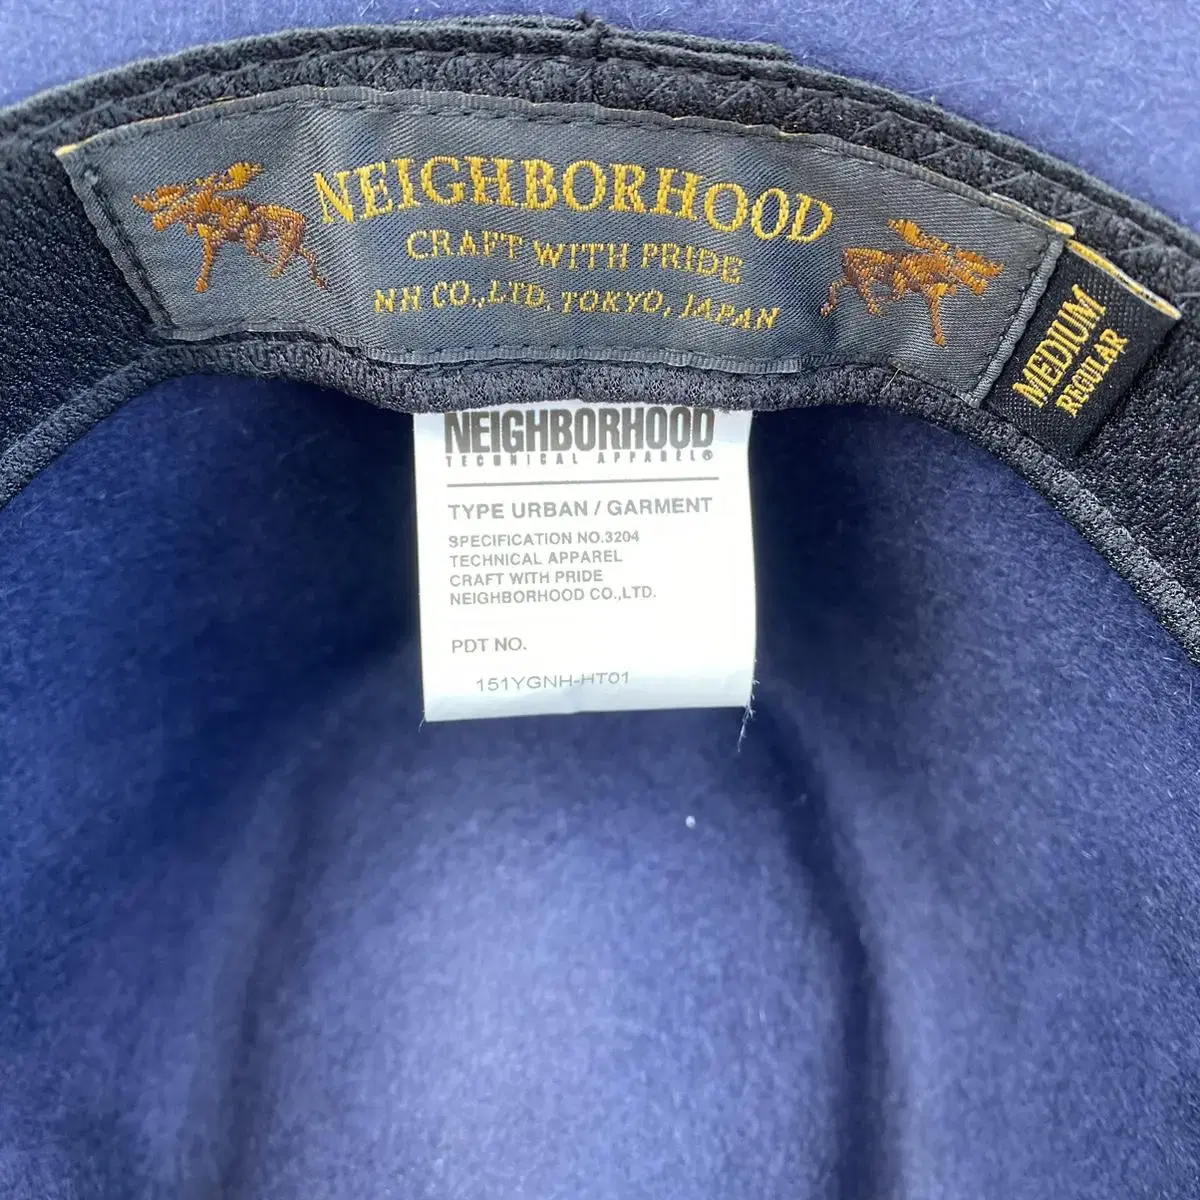 NEIGHBORHOOD
CRAFT WITH PRIDE
NH CO.,LTD. TOKYO, JAPAN
MEDIUM
REGULAR
NEIGHBORHOOD
TECHNICAL APPAREL®
TYPE URBAN / GARMENT
SPECIFICATION NO.3204
TECHNICAL APPAREL
CRAFT WITH PRIDE
NEIGHBORHOOD CO.,LTD.
PDT NO.
151YGNH-HT01